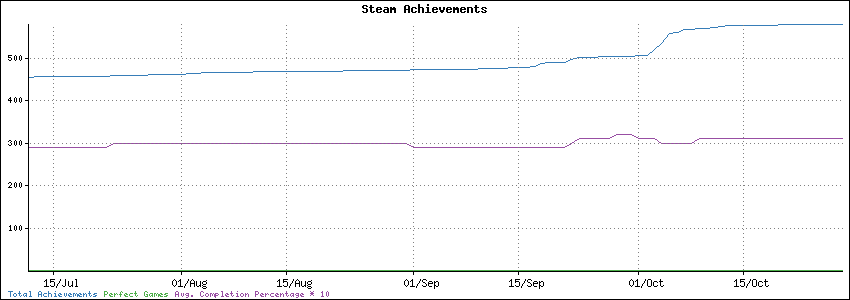 Steam Achievements
500
400
300
200
100
15/Jul 01/Aug 15/Aug 01/Sep 15/Sep 01/Oct 15/Oct
Total Achievements Perfect Games Avg. Completion Percentage * 10